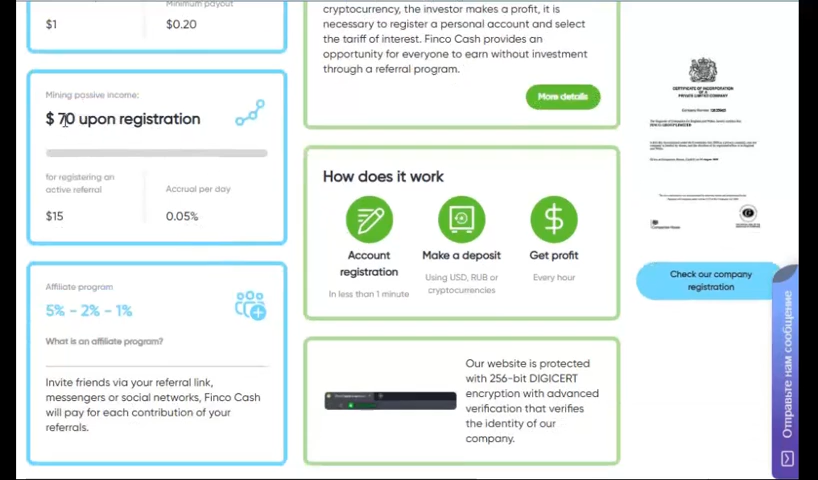 Minimum payout
$1
$0.20
Mining passive income:
$ 70 upon registration
for registering an
active referral
Accrual per day
$15
0.05%
Affiliate program
5% - 2% - 1%
What is an affiliate program?
Invite friends via your referral link,
messengers or social networks, Finco Cash
will pay for each contribution of your
referrals.
cryptocurrency, the investor makes a profit, it is
necessary to register a personal account and select
the tariff of interest. Finco Cash provides an
opportunity for everyone to earn without investment
through a referral program.
More details
How does it work
Account
registration
In less than 1 minute
Make a deposit
Using USD, RUB or
cryptocurrencies
Get profit
Every hour
Our website is protected
with 256-bit DIGICERT
encryption with advanced
verification that verifies
the identity of our
company.
CERTIFICATE OF INCORPORATION
OF A
PRIVATE LIMITED COMPANY
Check our company
registration
Отправьте нам сообщение